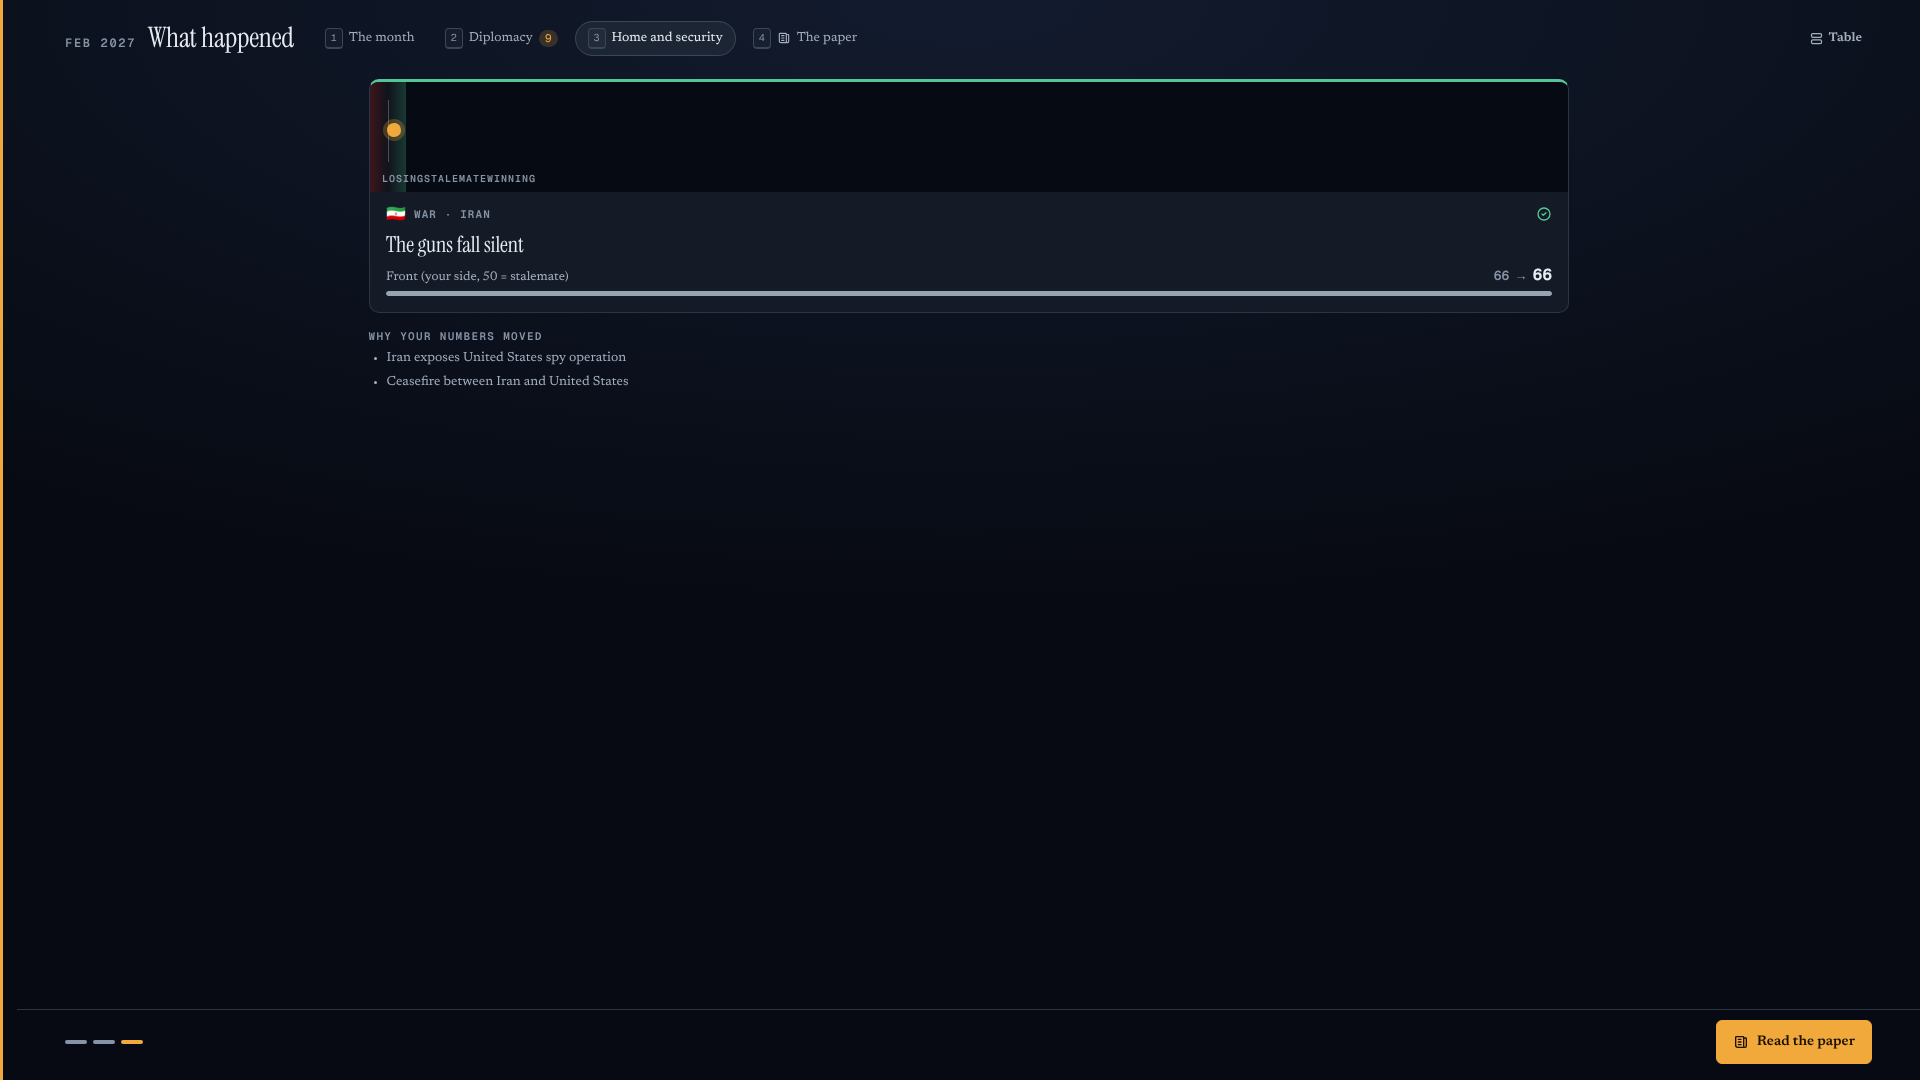 FEB 2027 What happened 1 The month 2 Diplomacy 9 3 Home and security 4 The paper Table
LOSINGSTALEMATEWINNING
WAR · IRAN
The guns fall silent
Front (your side, 50 = stalemate) 66 → 66
WHY YOUR NUMBERS MOVED
• Iran exposes United States spy operation
• Ceasefire between Iran and United States
Read the paper